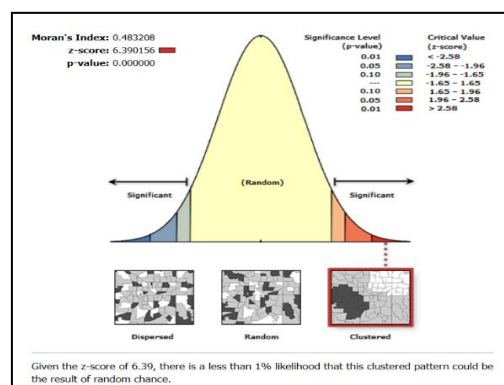 Moran's Index: 0.483208
z-score: 6.390156
p-value: 0.000000
Significance Level
(p-value)
Critical Value
(z-score)
0.01 < -2.58
0.05 -2.58 - -1.96
0.10 -1.96 - -1.65
--- -1.65 - 1.65
0.10 1.65 - 1.96
0.05 1.96 - 2.58
0.01 > 2.58
Significant
(Random)
Significant
Dispersed
Random
Clustered
Given the z-score of 6.39, there is a less than 1% likelihood that this clustered pattern could be
the result of random chance.